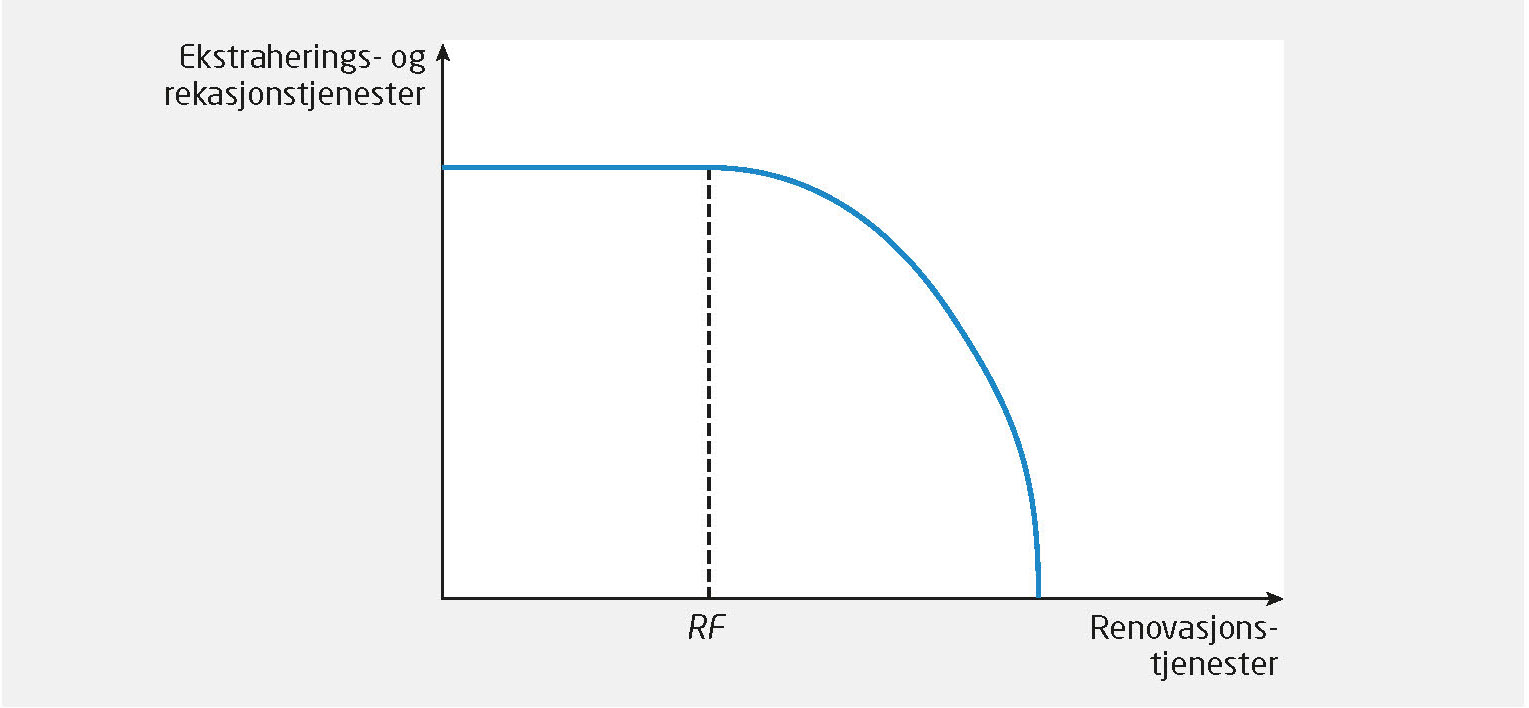 Ekstraherings- og
rekasjonstjenester
RF
Renovasjons-
tjenester